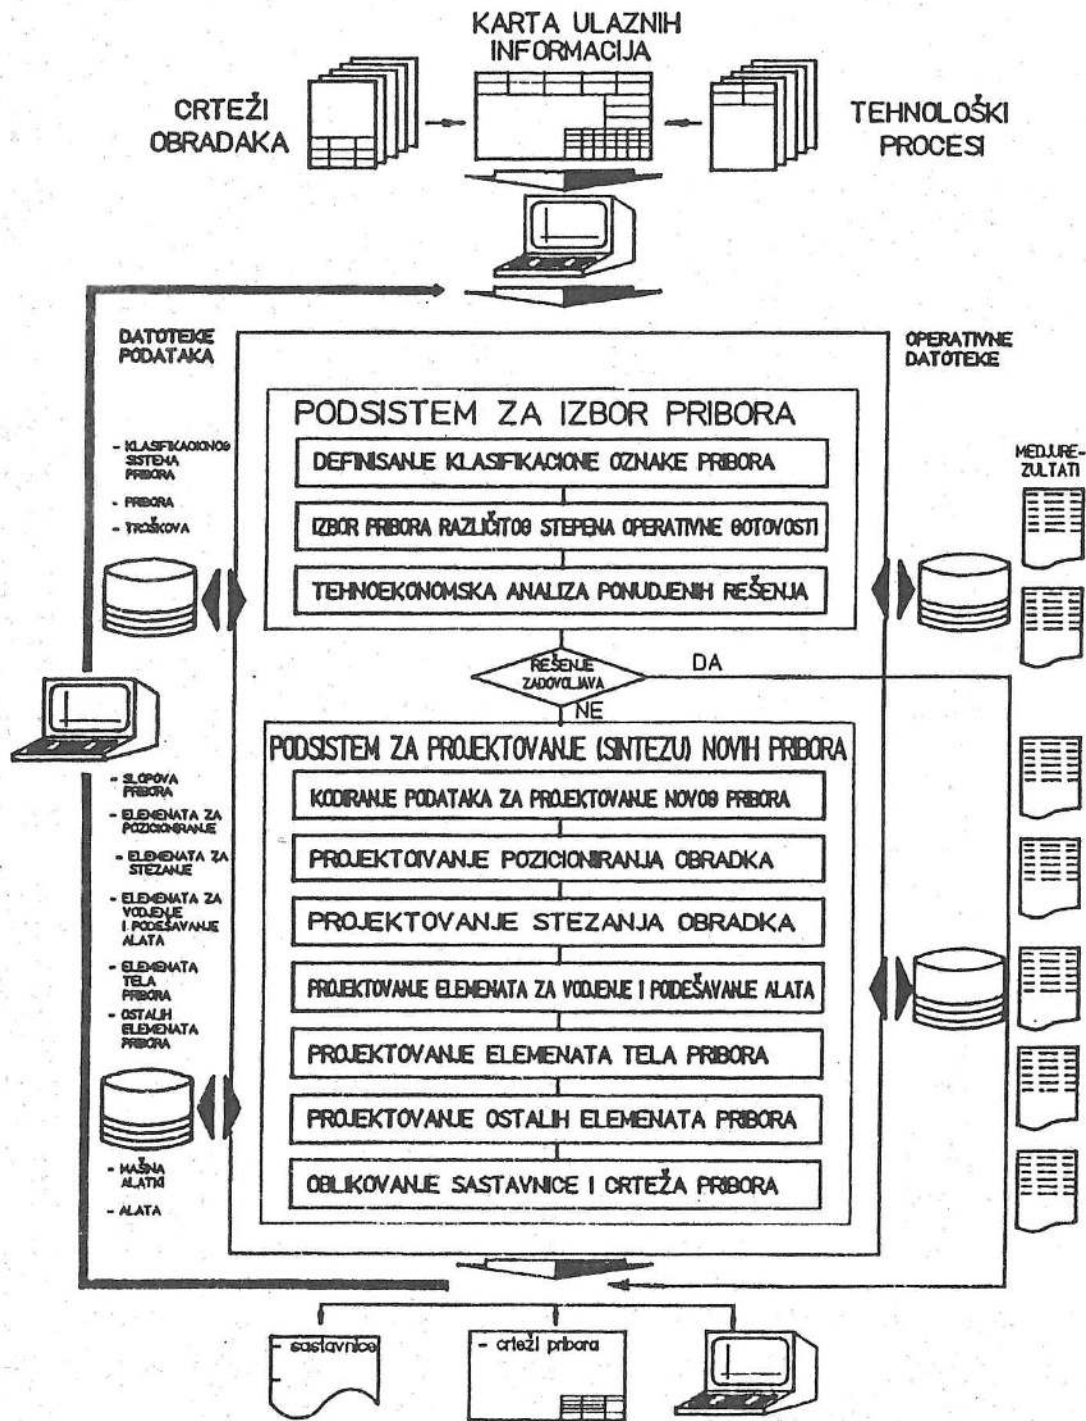 KARTA ULAZNIH
INFORMACIJA
CRTEŽI
OBRADAKA
TEHNOLOŠKI
PROCESI
DATOTEKE
PODATAKA
OPERATIVNE
DATOTEKE
PODSISTEM ZA IZBOR PRIBORA
DEFINISANJE KLASIFIKACIONE OZNAKE PRIBORA
IZBOR PRIBORA RAZLIČITOG STEPENA OPERATIVNE GOTOVOSTI
TEHNOEKONOMSKA ANALIZA PONUDJENIH REŠENJA
- KLASIFIKACIONOG
SISTEMA
PRIBORA
- PRIBORA
- TROŠKOVA
MEDJURE-
ZULTATI
REŠENJE
ZADOVOLJAVA
DA
NE
PODSISTEM ZA PROJEKTOVANJE (SINTEZU) NOVIH PRIBORA
KODIRANJE PODATAKA ZA PROJEKTOVANJE NOVOG PRIBORA
PROJEKTOIVANJE POZICIONIRANJA OBRADKA
PROJEKTOVANJE STEZANJA OBRADKA
PROJEKTOVANJE ELEMENATA ZA VODJENJE I PODEŠAVANJE ALATA
PROJEKTOVANJE ELEMENATA TELA PRIBORA
PROJEKTOVANJE OSTALIH ELEMENATA PRIBORA
OBLIKOVANJE SASTAVNICE I CRTEŽA PRIBORA
- SLOPOVA
PRIBORA
- ELEMENATA ZA
POZICIONIRANJE
- ELEMENATA ZA
STEZANJE
- ELEMENATA ZA
VODJENJE
I PODEŠAVANJE
ALATA
- ELEMENATA
TELA
PRIBORA
- OSTALIH
ELEMENATA
PRIBORA
- MAŠINA
ALATKI
- ALATA
- sastavnice
- crteži pribora